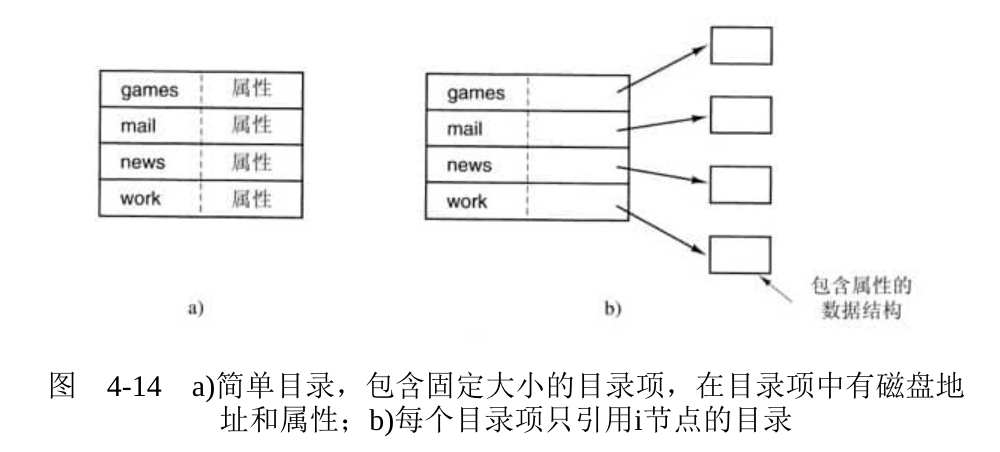 games 属性
mail 属性
news 属性
work 属性
a)
games
mail
news
work
b)
包含属性的
数据结构
图 4-14 a)简单目录，包含固定大小的目录项，在目录项中有磁盘地
址和属性；b)每个目录项只引用i节点的目录